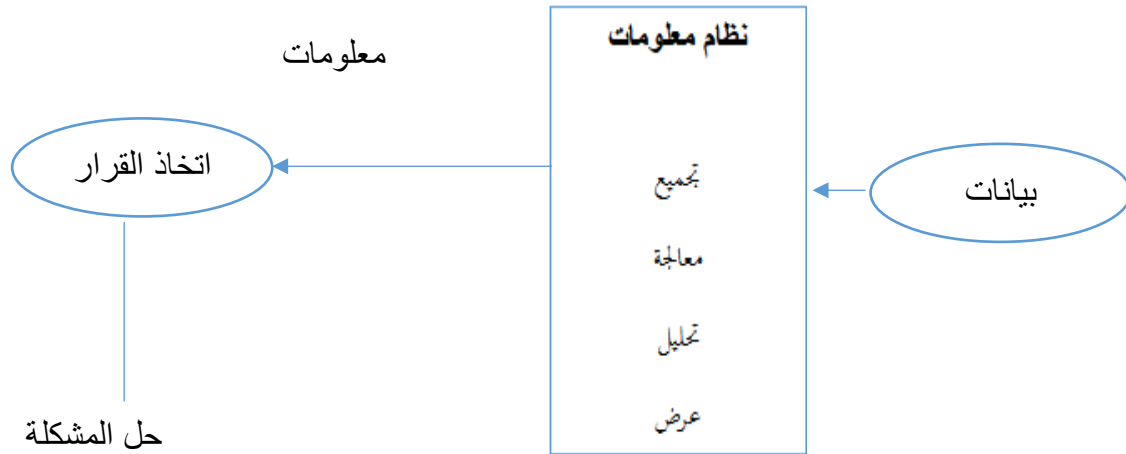 نظام معلومات
معلومات
اتخاذ القرار
تجميع
بيانات
معالجة
تحليل
عرض
حل المشكلة